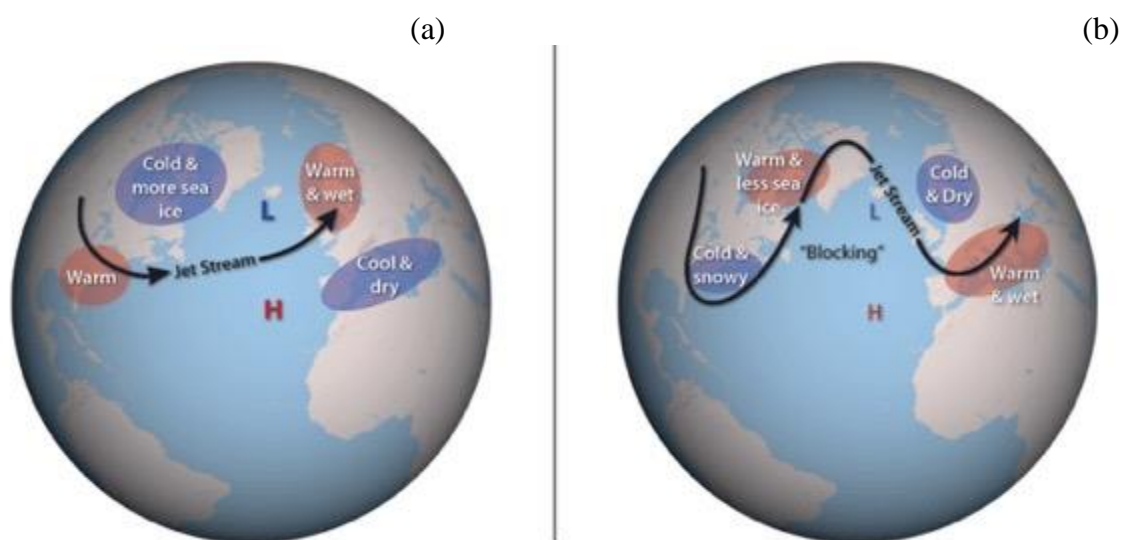 (a)
Cold &
more sea
ice
Warm
& wet
L
Jet Stream
Warm
Cool &
dry
H
(b)
Warm &
less sea
ice
Jet Stream
Cold
& Dry
L
Cold &
snowy
"Blocking"
Warm
& wet
H